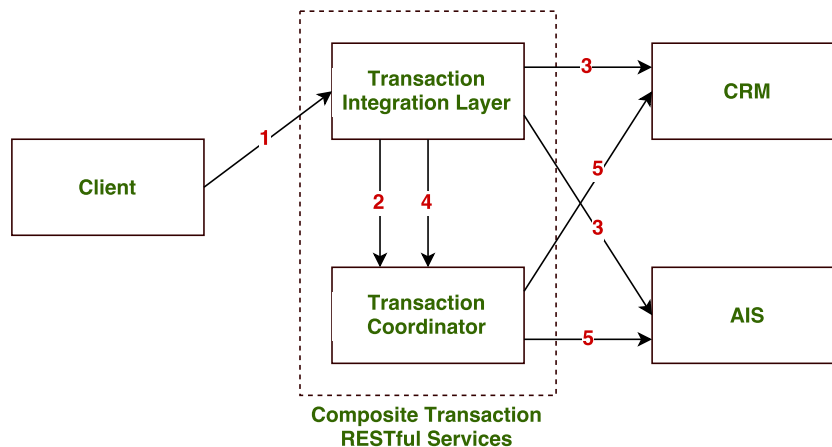 Transaction
Integration Layer
3
CRM
1
Client
5
2
4
3
Transaction
Coordinator
AIS
5
Composite Transaction
RESTful Services